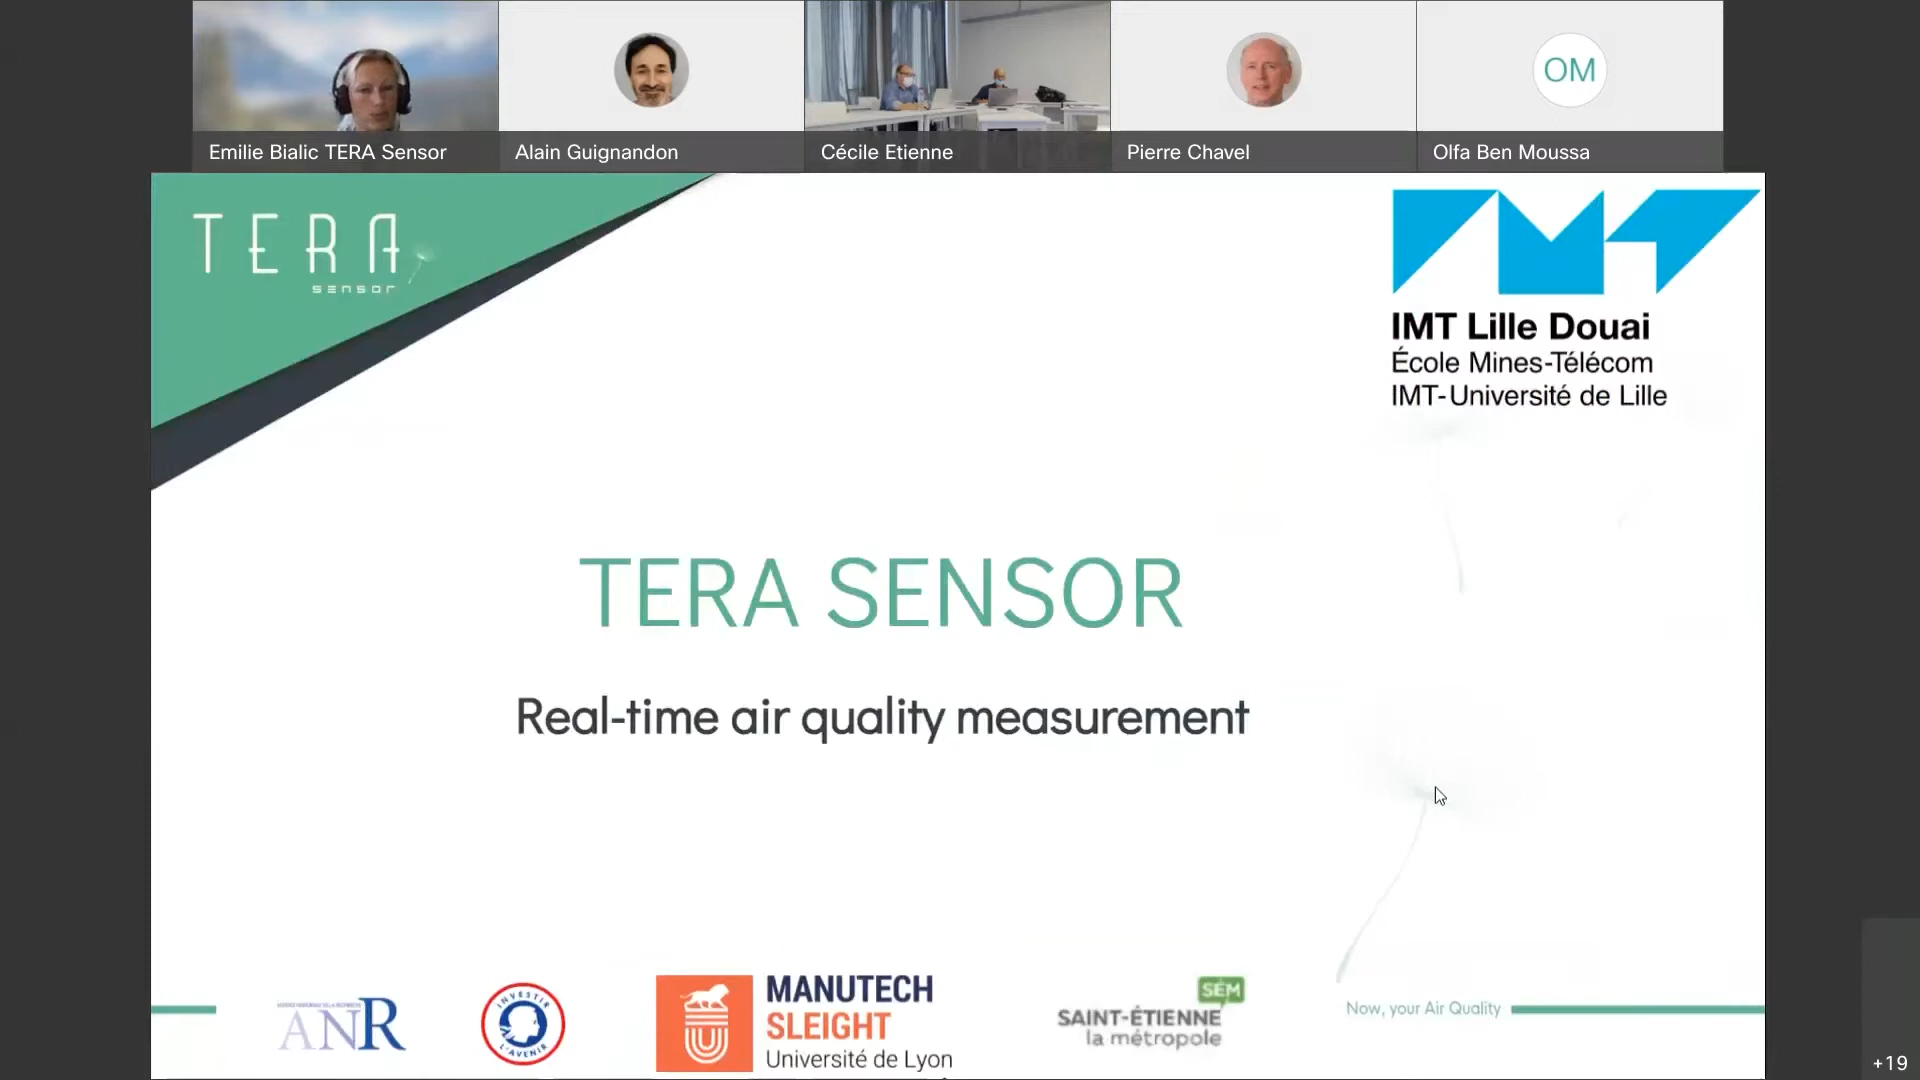 Emilie Bialic TERA Sensor
Alain Guignandon
Cécile Etienne
Pierre Chavel
OM
Olfa Ben Moussa
TERA
sensor
IMT Lille Douai
École Mines-Télécom
IMT-Université de Lille
TERA SENSOR
Real-time air quality measurement
ANR
INVESTIR
L'AVENIR
MANUTECH
SLEIGHT
Université de Lyon
SÉM
SAINT-ÉTIENNE
la métropole
Now, your Air Quality
+19